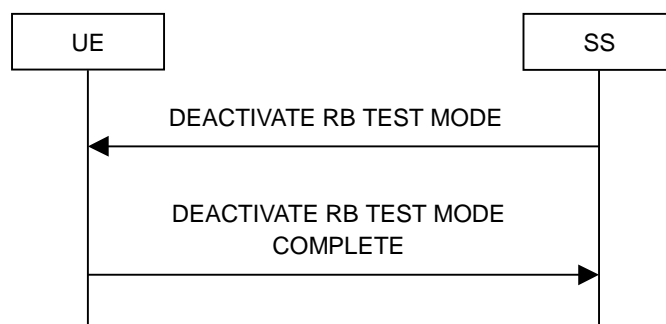 UE
SS
DEACTIVATE RB TEST MODE
DEACTIVATE RB TEST MODE
COMPLETE